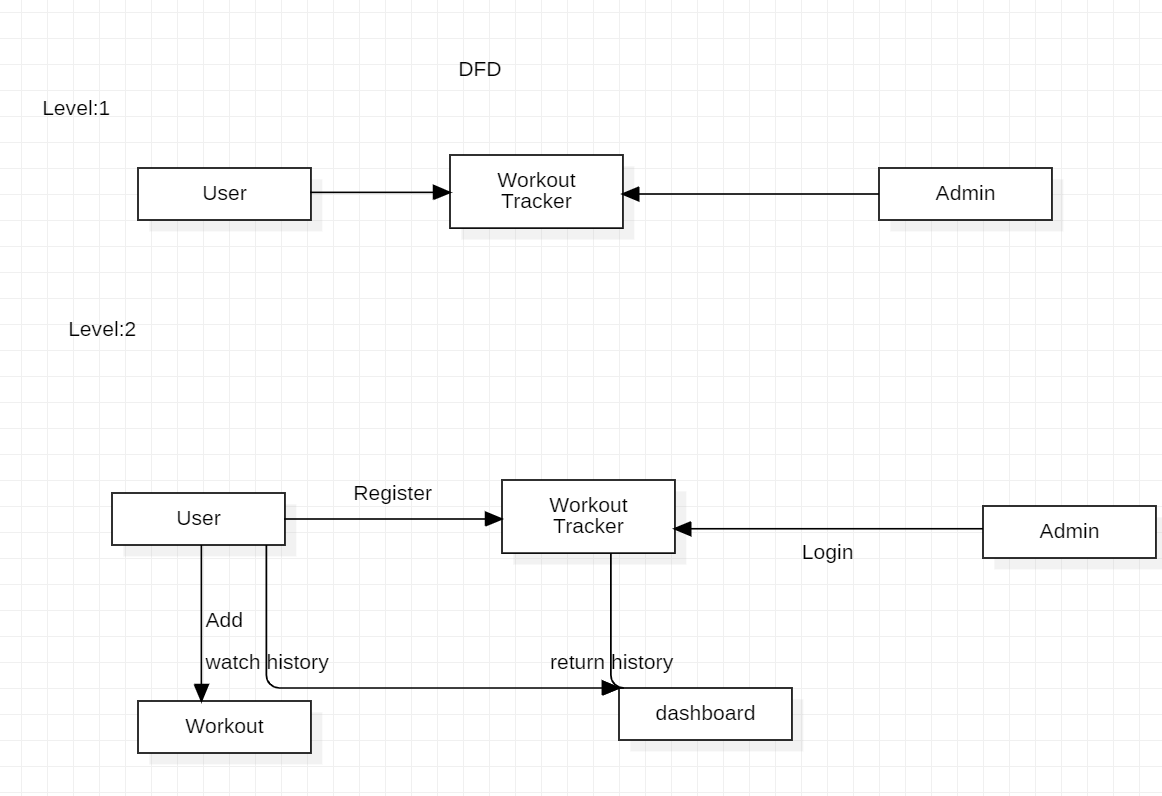 DFD
Level:1
User
Workout
Tracker
Admin
Level:2
Register
User
Workout
Tracker
Admin
Login
Add
watch history
return history
Workout
dashboard